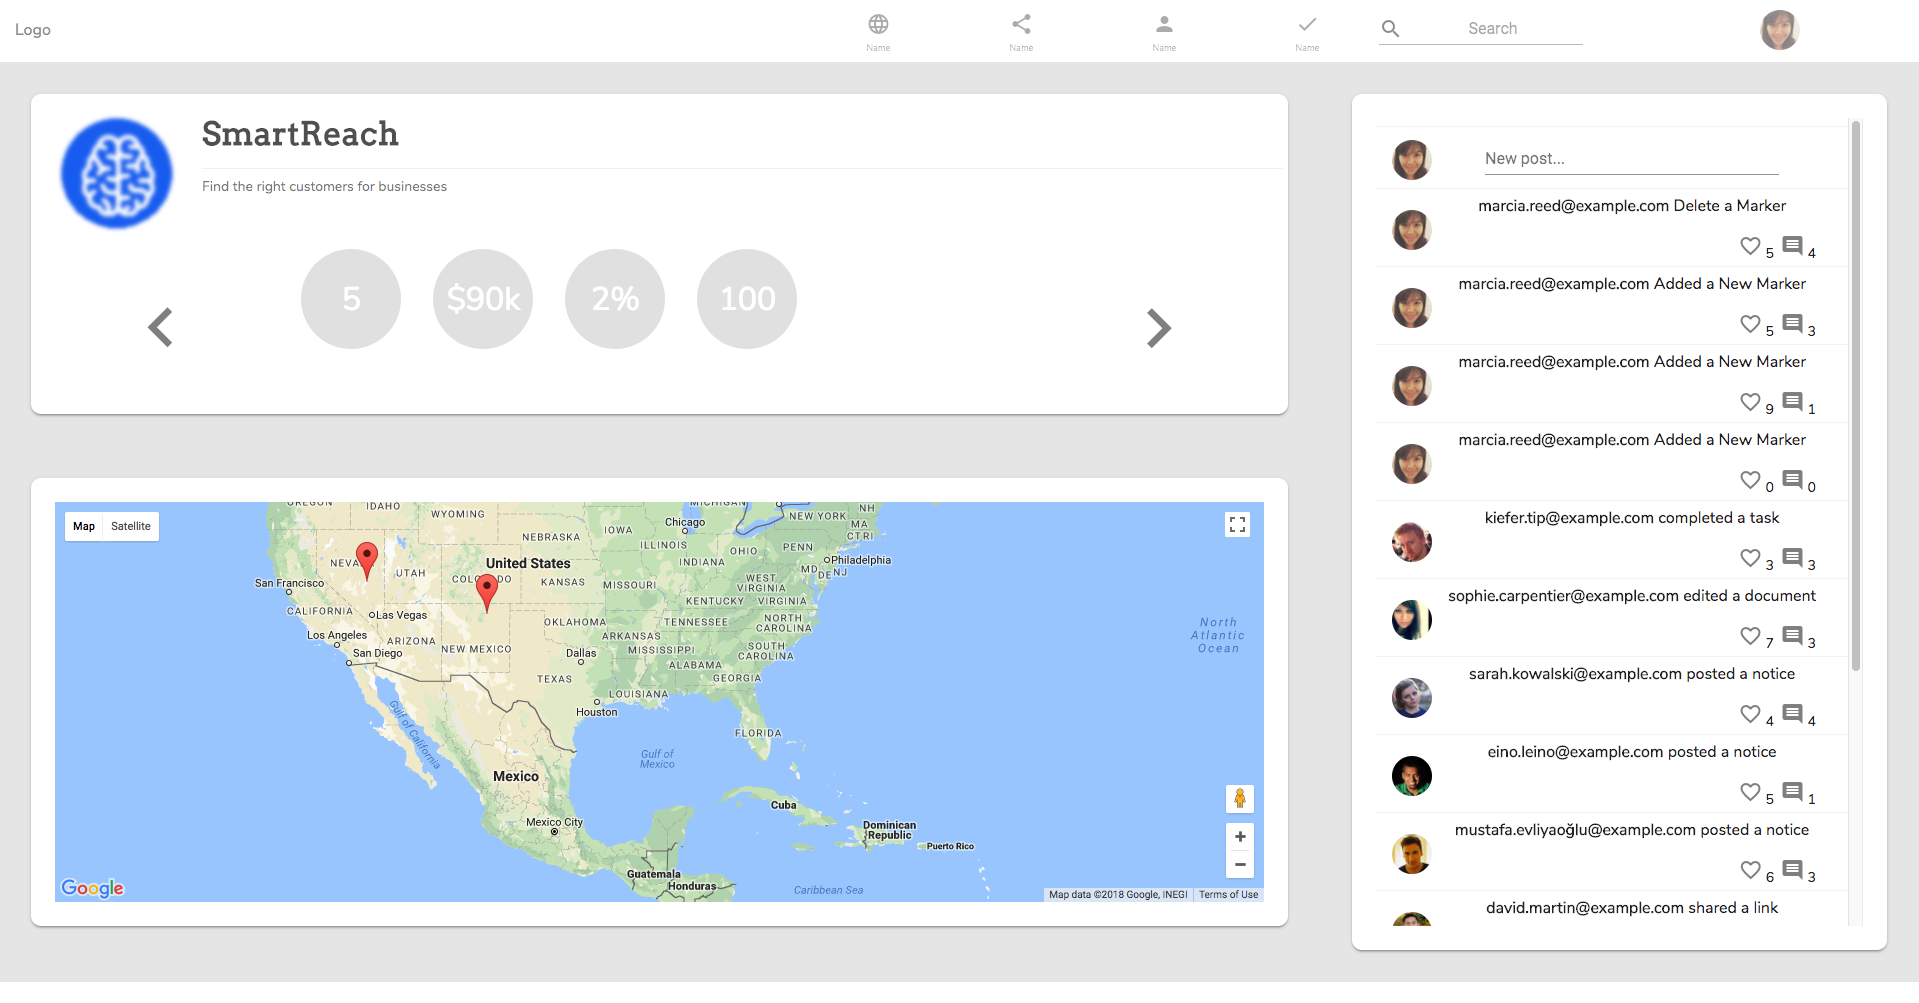 Logo
Name
Name
Name
Name
Search
SmartReach
Find the right customers for businesses
5
$90k
2%
100
New post...
marcia.reed@example.com Delete a Marker
5 4
marcia.reed@example.com Added a New Marker
5 3
marcia.reed@example.com Added a New Marker
9 1
marcia.reed@example.com Added a New Marker
0 0
kiefer.tip@example.com completed a task
3 3
sophie.carpentier@example.com edited a document
7 3
sarah.kowalski@example.com posted a notice
4 4
eino.leino@example.com posted a notice
5 1
mustafa.evliyaoğlu@example.com posted a notice
6 3
david.martin@example.com shared a link
Map Satellite
OREGON
IDAHO
WYOMING
MICHIGAN
NH
NEW YORK
MA
CT RI
Chicago
IOWA
NEBRASKA
ILLINOIS
OHIO
PENN
INDIANA
Philadelphia
MD
DE NJ
United States
UTAH
KANSAS
MISSOURI
WEST
VIRGINIA
VIRGINIA
KENTUCKY
San Francisco
CALIFORNIA
Las Vegas
Los Angeles
San Diego
ARIZONA
NEW MEXICO
OKLAHOMA
ARKANSAS
TENNESSEE
NORTH
CAROLINA
SOUTH
CAROLINA
MISSISSIPPI
ALABAMA
GEORGIA
Dallas
TEXAS
LOUISIANA
Houston
FLORIDA
North
Atlantic
Ocean
Gulf of California
Gulf of
Mexico
Mexico
Mexico City
Cuba
Dominican
Republic
Puerto Rico
Guatemala
Honduras
Caribbean Sea
Google
Map data ©2018 Google, INEGI
Terms of Use